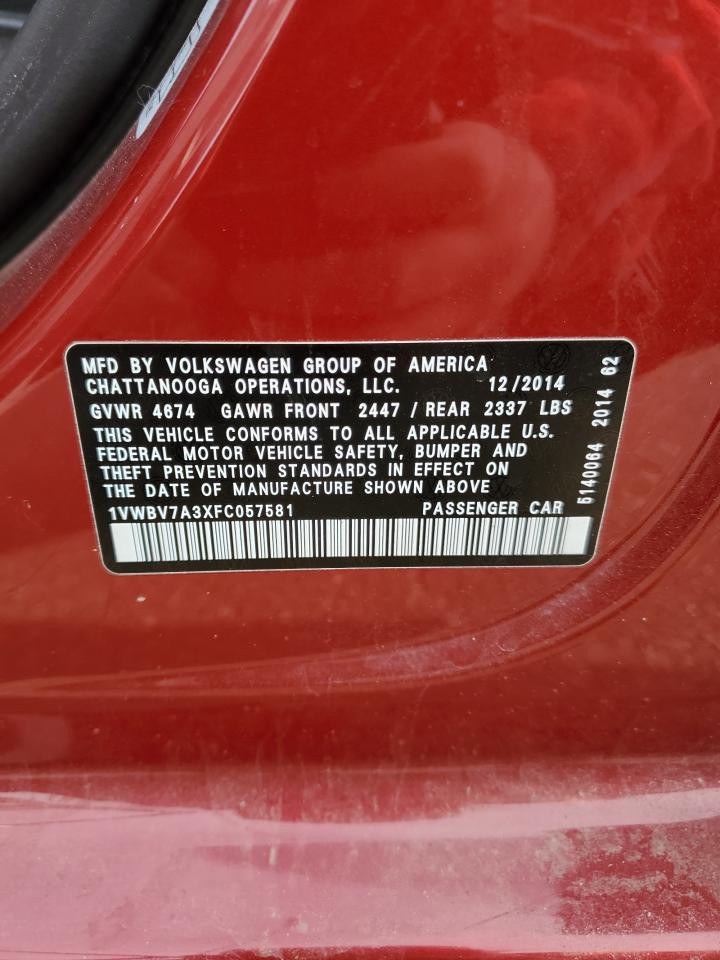 MFD BY VOLKSWAGEN GROUP OF AMERICA
CHATTANOOGA OPERATIONS, LLC. 12/2014
GVWR 4674 GAWR FRONT 2447 / REAR 2337 LBS
THIS VEHICLE CONFORMS TO ALL APPLICABLE U.S.
FEDERAL MOTOR VEHICLE SAFETY, BUMPER AND
THEFT PREVENTION STANDARDS IN EFFECT ON
THE DATE OF MANUFACTURE SHOWN ABOVE
1VWBV7A3XFC057581 PASSENGER CAR
5140064 2014 62